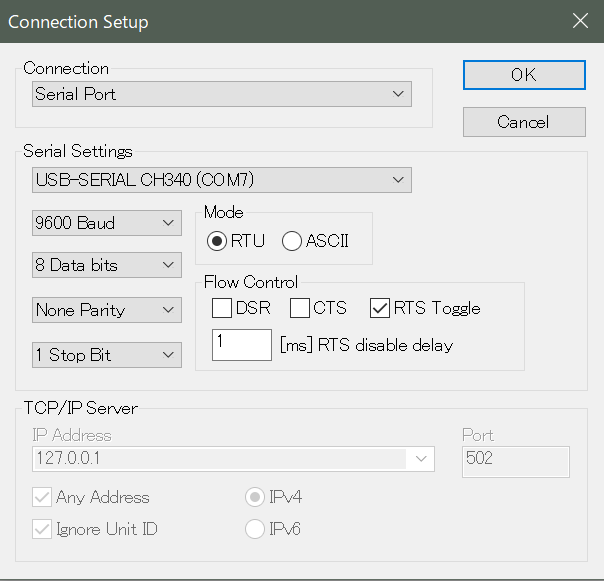 Connection Setup
Connection
OK
Serial Port
Cancel
Serial Settings
USB-SERIAL CH340 (COM7)
9600 Baud
Mode
RTU
ASCII
8 Data bits
Flow Control
DSR
CTS
RTS Toggle
None Parity
1
[ms] RTS disable delay
1 Stop Bit
TCP/IP Server
IP Address
Port
127.0.0.1
502
Any Address
IPv4
Ignore Unit ID
IPv6